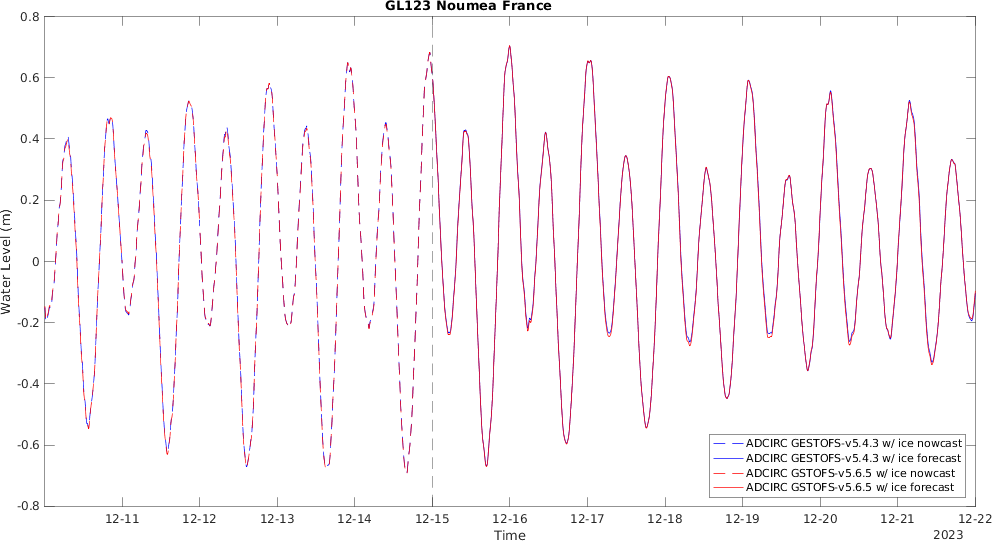 GL123 Noumea France
0.8
0.6
0.4
0.2
0
-0.2
-0.4
-0.6
-0.8
Water Level (m)
ADCIRC GESTOFS-v5.4.3 w/ ice nowcast
ADCIRC GESTOFS-v5.4.3 w/ ice forecast
ADCIRC GSTOFS-v5.6.5 w/ ice nowcast
ADCIRC GSTOFS-v5.6.5 w/ ice forecast
12-11 12-12 12-13 12-14 12-15 12-16 12-17 12-18 12-19 12-20 12-21 12-22
Time
2023